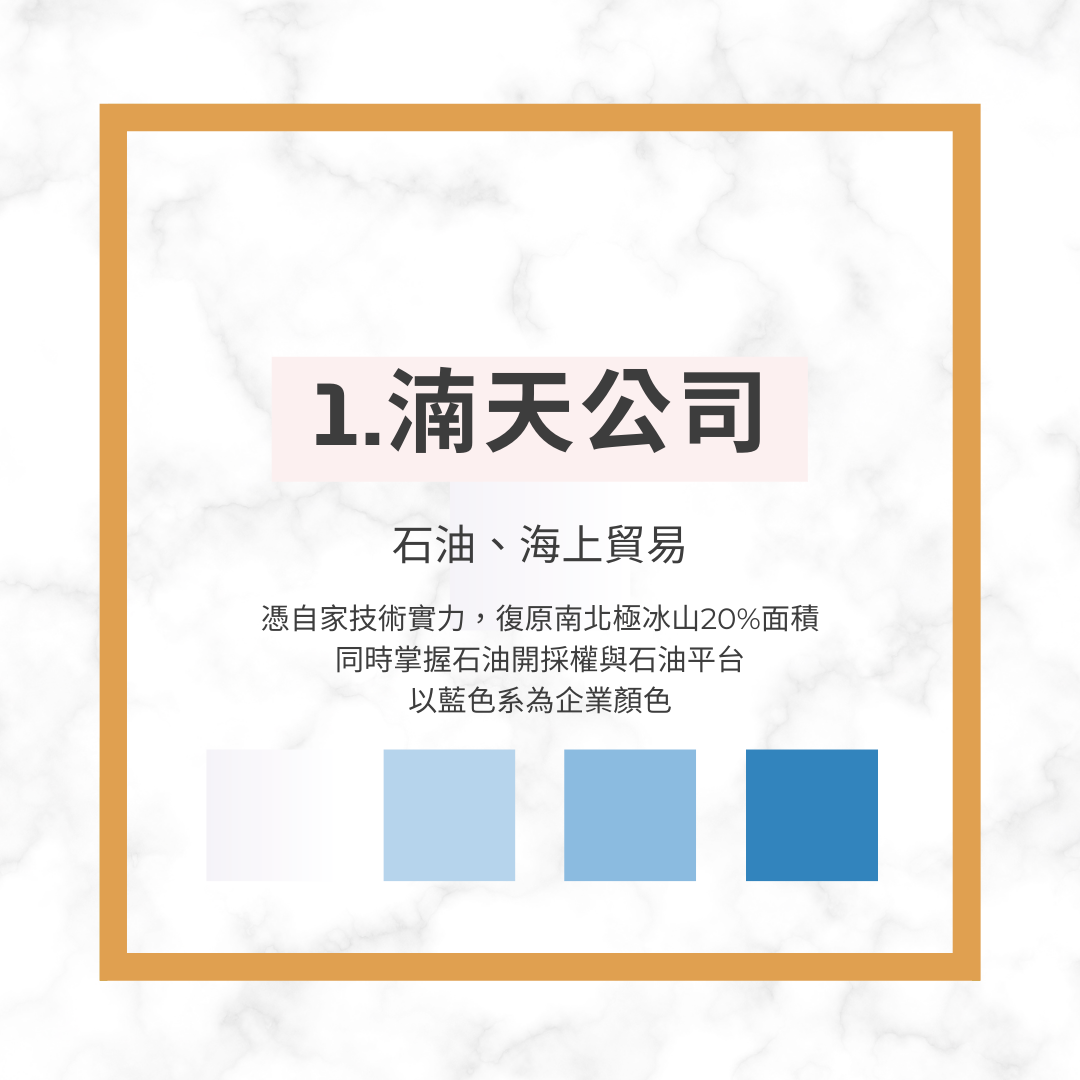 1.湳天公司
石油、海上貿易
憑自家技術實力，復原南北極冰山20%面積
同時掌握石油開採權與石油平台
以藍色系為企業顏色